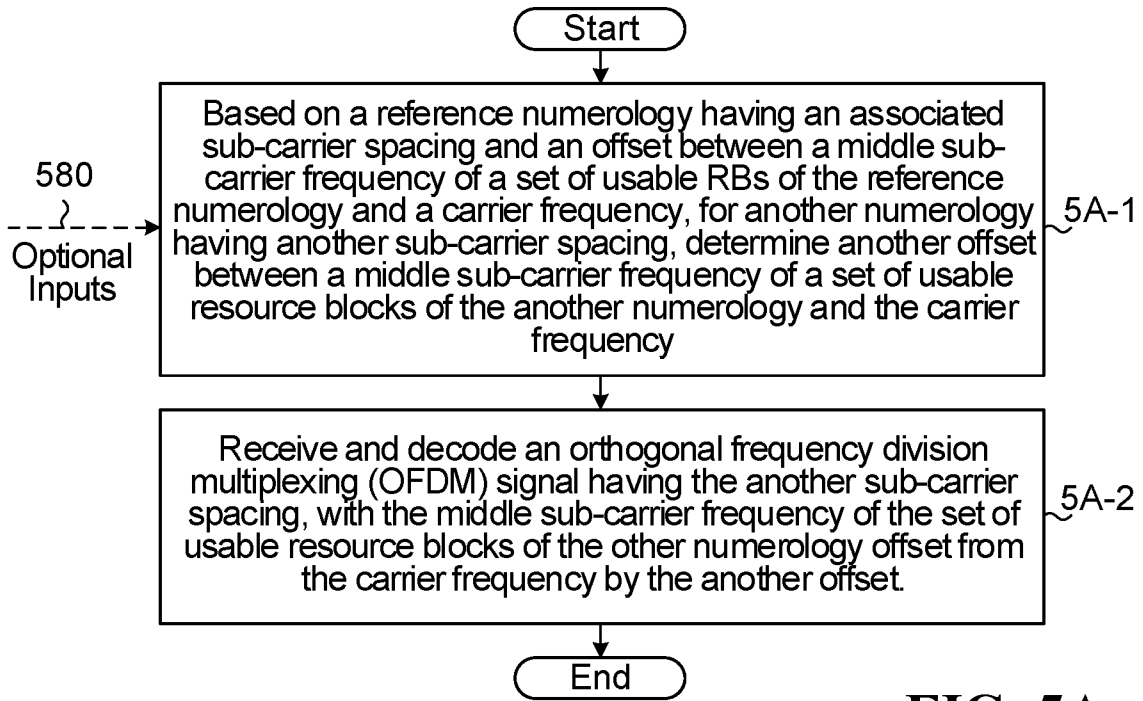 Start
Based on a reference numerology having an associated
sub-carrier spacing and an offset between a middle sub-
carrier frequency of a set of usable RBs of the reference
numerology and a carrier frequency, for another numerology
having another sub-carrier spacing, determine another offset
between a middle sub-carrier frequency of a set of usable
resource blocks of the another numerology and the carrier
frequency
580
Optional
Inputs
5A-1
Receive and decode an orthogonal frequency division
multiplexing (OFDM) signal having the another sub-carrier
spacing, with the middle sub-carrier frequency of the set of
usable resource blocks of the other numerology offset from
the carrier frequency by the another offset.
5A-2
End
FIG. 5A